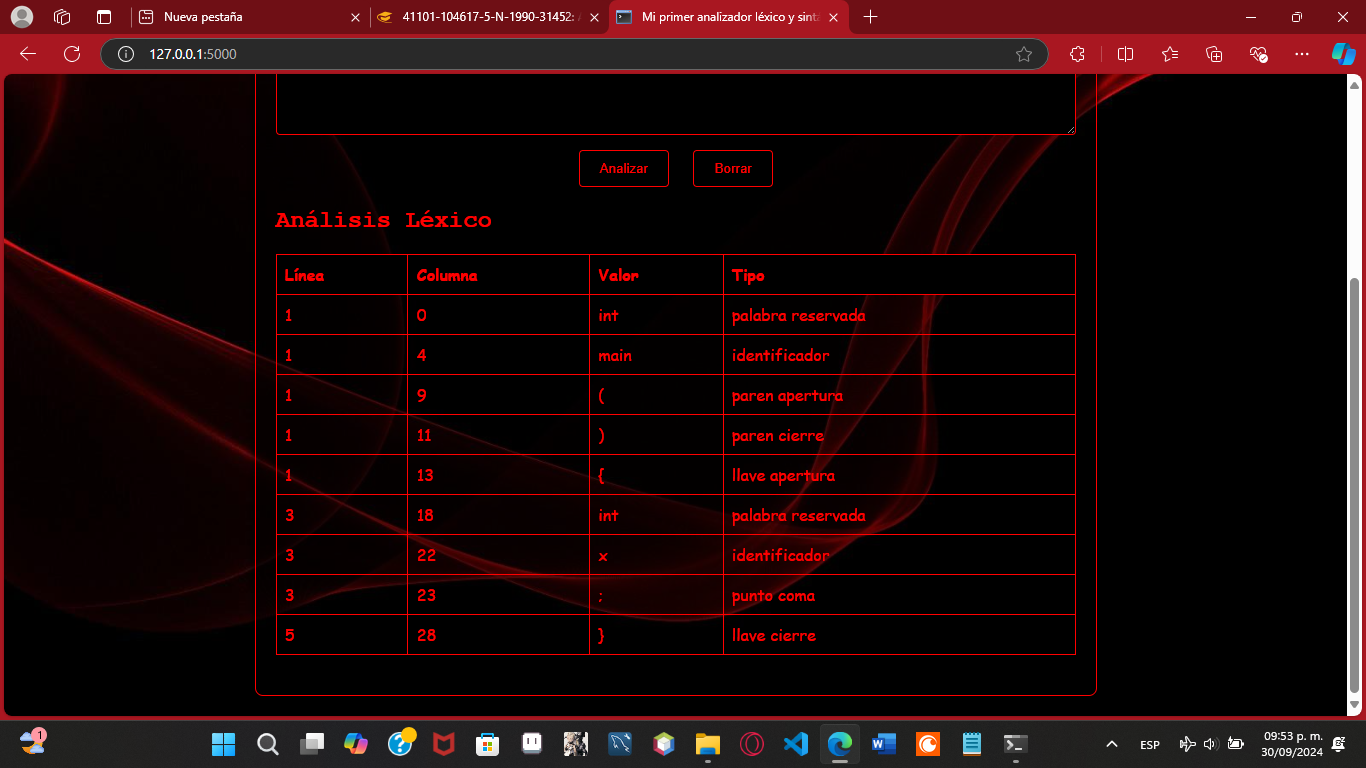 Nueva pestaña
41101-104617-5-N-1990-31452:
Mi primer analizador léxico y sint
127.0.0.1:5000
Analizar Borrar
Análisis Léxico
Línea Columna Valor Tipo
1 0 int palabra reservada
1 4 main identificador
1 9 ( paren apertura
1 11 ) paren cierre
1 13 { llave apertura
3 18 int palabra reservada
3 22 x identificador
3 23 ; punto coma
5 28 } llave cierre
1
ESP
09:53 p. m.
30/09/2024